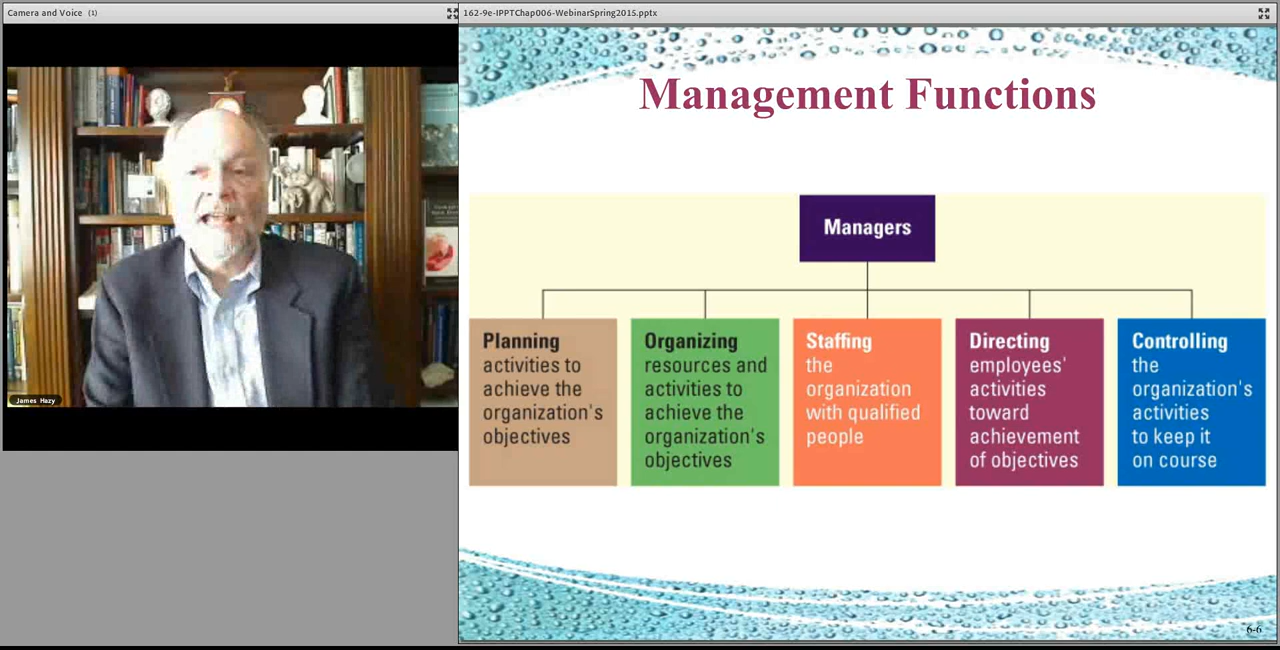 Camera and Voice (1)
162-9e-IPPTChap006-WebinarSpring2015.pptx
James Hazy
Management Functions
Managers
Planning
activities to
achieve the
organization's
objectives
Organizing
resources and
activities to
achieve the
organization's
objectives
Staffing
the
organization
with qualified
people
Directing
employees'
activities
toward
achievement
of objectives
Controlling
the
organization's
activities
to keep it
on course
6-6